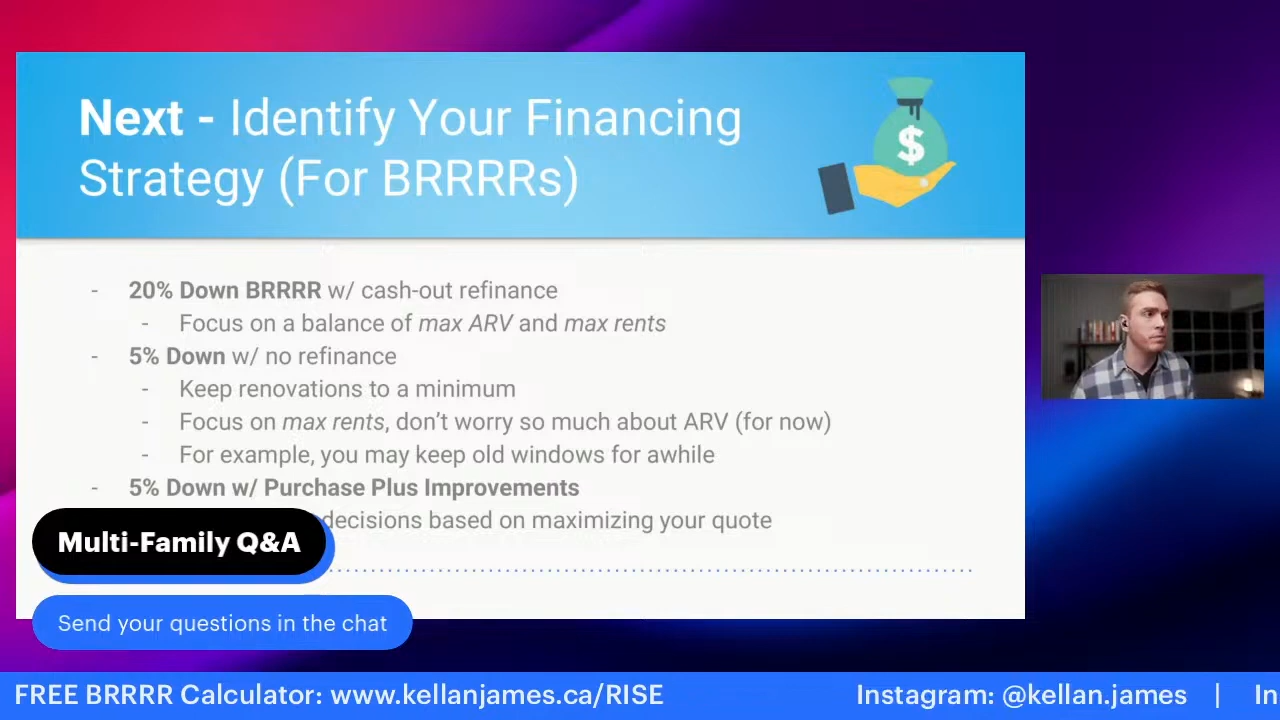 Next - Identify Your Financing
Strategy (For BRRRRs)
$
- 20% Down BRRRR w/ cash-out refinance
- Focus on a balance of max ARV and max rents
- 5% Down w/ no refinance
- Keep renovations to a minimum
- Focus on max rents, don’t worry so much about ARV (for now)
- For example, you may keep old windows for awhile
- 5% Down w/ Purchase Plus Improvements
decisions based on maximizing your quote
Multi-Family Q&A
Send your questions in the chat
FREE BRRRR Calculator: www.kellanjames.ca/RISE Instagram: @kellan.james | In